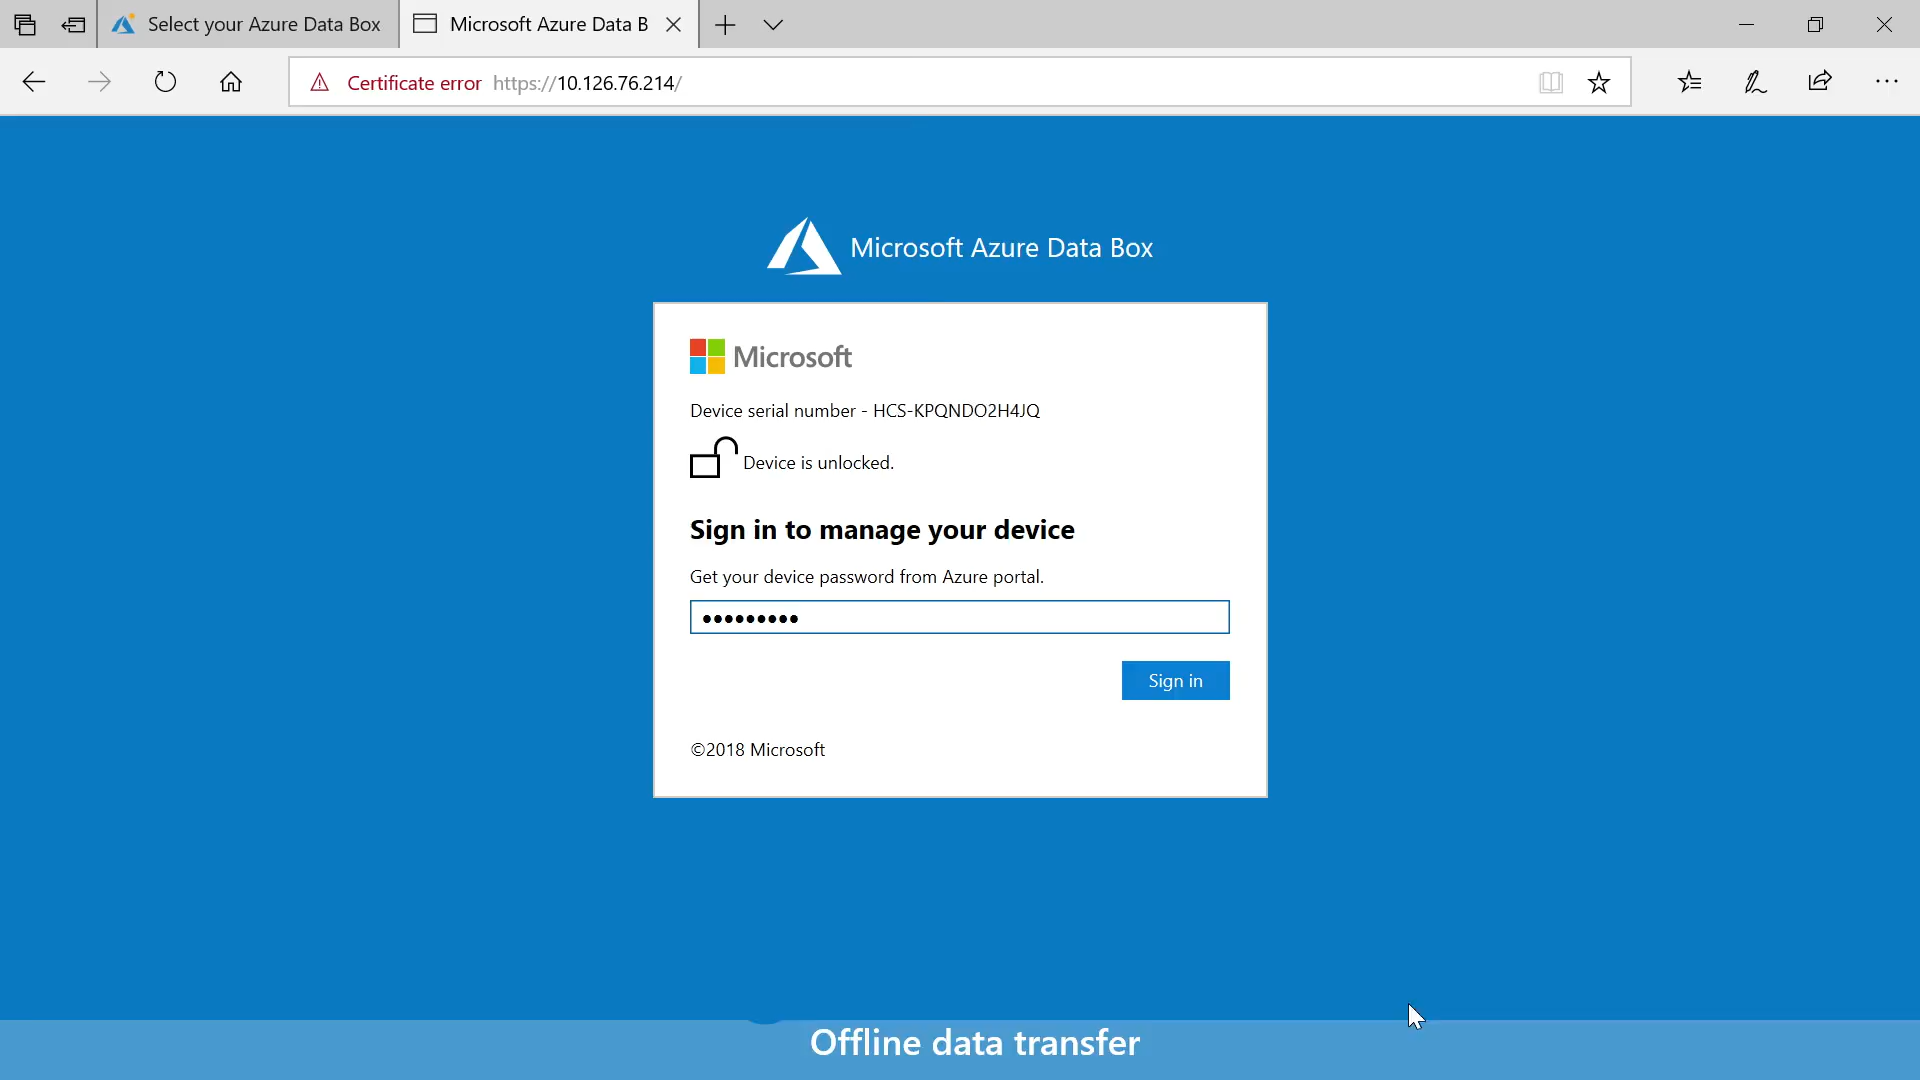 Select your Azure Data Box
Microsoft Azure Data B
Certificate error https://10.126.76.214/
Microsoft Azure Data Box
Microsoft
Device serial number - HCS-KPQNDO2H4JQ
Device is unlocked.
Sign in to manage your device
Get your device password from Azure portal.
•••••••••
Sign in
©2018 Microsoft
Offline data transfer